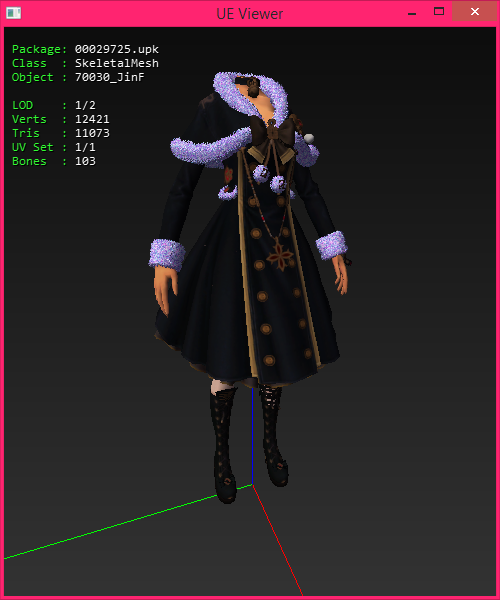 UE Viewer
Package: 00029725.upk
Class : SkeletalMesh
Object : 70030_JinF
LOD : 1/2
Verts : 12421
Tris : 11073
UV Set : 1/1
Bones : 103